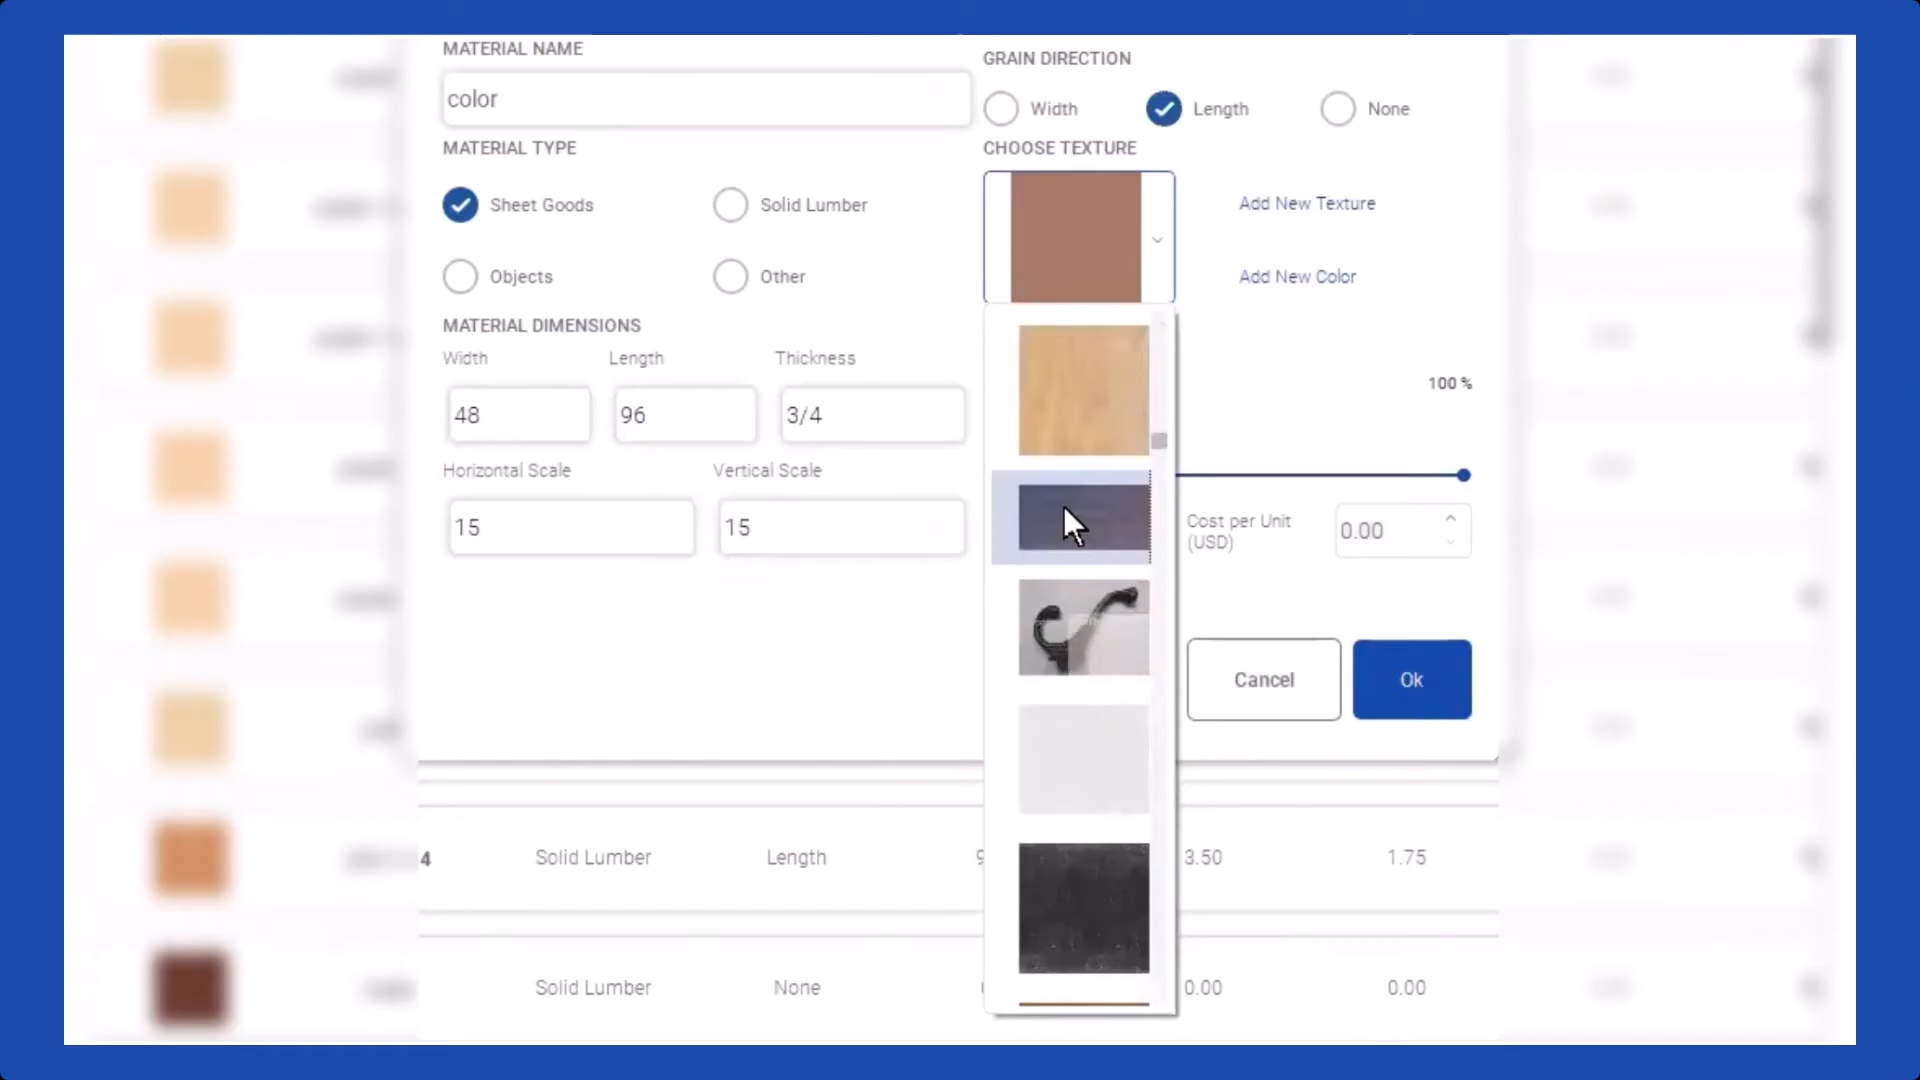 MATERIAL NAME
GRAIN DIRECTION
color
Width
Length
None
MATERIAL TYPE
CHOOSE TEXTURE
Sheet Goods
Solid Lumber
Add New Texture
Objects
Other
Add New Color
MATERIAL DIMENSIONS
Width
Length
Thickness
100 %
48
96
3/4
Horizontal Scale
Vertical Scale
15
15
Cost per Unit
(USD)
0.00
Cancel
Ok
4
Solid Lumber
Length
9
3.50
1.75
Solid Lumber
None
0.00
0.00